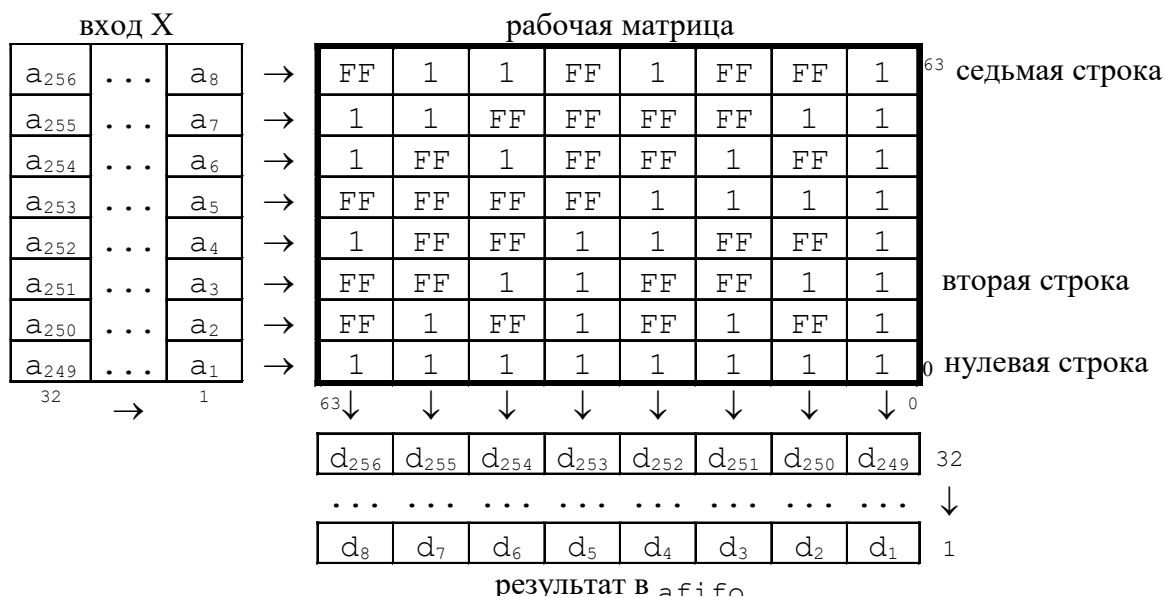 вход X рабочая матрица
a256 ... a8 → FF 1 1 FF 1 FF FF 1 63 седьмая строка
a255 ... a7 → 1 1 FF FF FF FF 1 1
a254 ... a6 → 1 FF 1 FF FF 1 FF 1
a253 ... a5 → FF FF FF FF 1 1 1 1
a252 ... a4 → 1 FF FF 1 1 FF FF 1
a251 ... a3 → FF FF 1 1 FF FF 1 1 вторая строка
a250 ... a2 → FF 1 FF 1 FF 1 FF 1
a249 ... a1 → 1 1 1 1 1 1 1 1 0 нулевая строка
32 → 1 63↓ ↓ ↓ ↓ ↓ ↓ ↓ ↓ 0
d256 d255 d254 d253 d252 d251 d250 d249 32
... ... ... ... ... ... ... ... ↓
d8 d7 d6 d5 d4 d3 d2 d1 1
результат в afifo